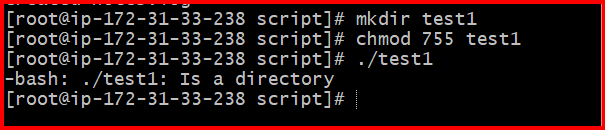 [root@ip-172-31-33-238 script]# mkdir test1
[root@ip-172-31-33-238 script]# chmod 755 test1
[root@ip-172-31-33-238 script]# ./test1
-bash: ./test1: Is a directory
[root@ip-172-31-33-238 script]#